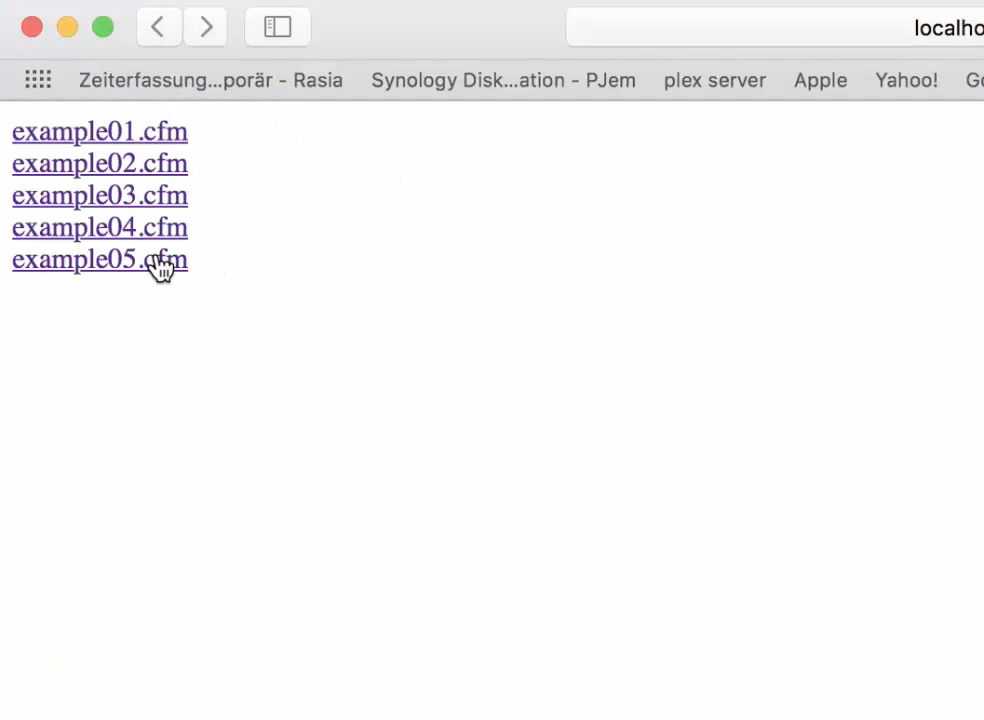 localho
Zeiterfassung...porär - Rasia Synology Disk...ation - PJem plex server Apple Yahoo! Go
example01.cfm
example02.cfm
example03.cfm
example04.cfm
example05.cfm